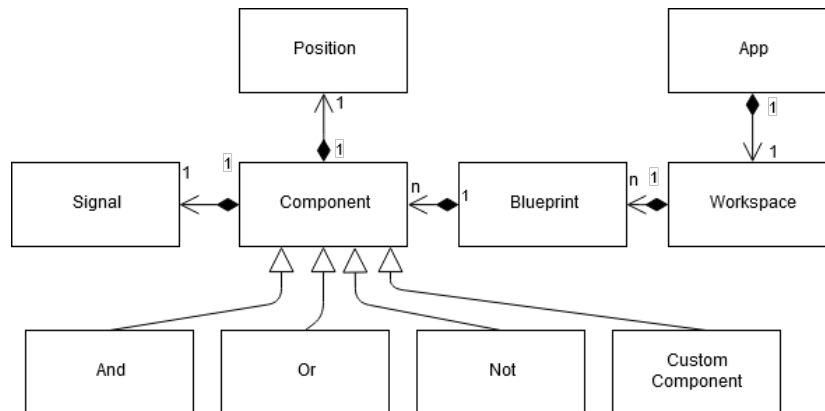 Position
App
1
1
1
1
Signal
1
1
Component
n
1
Blueprint
n
1
Workspace
And
Or
Not
Custom
Component